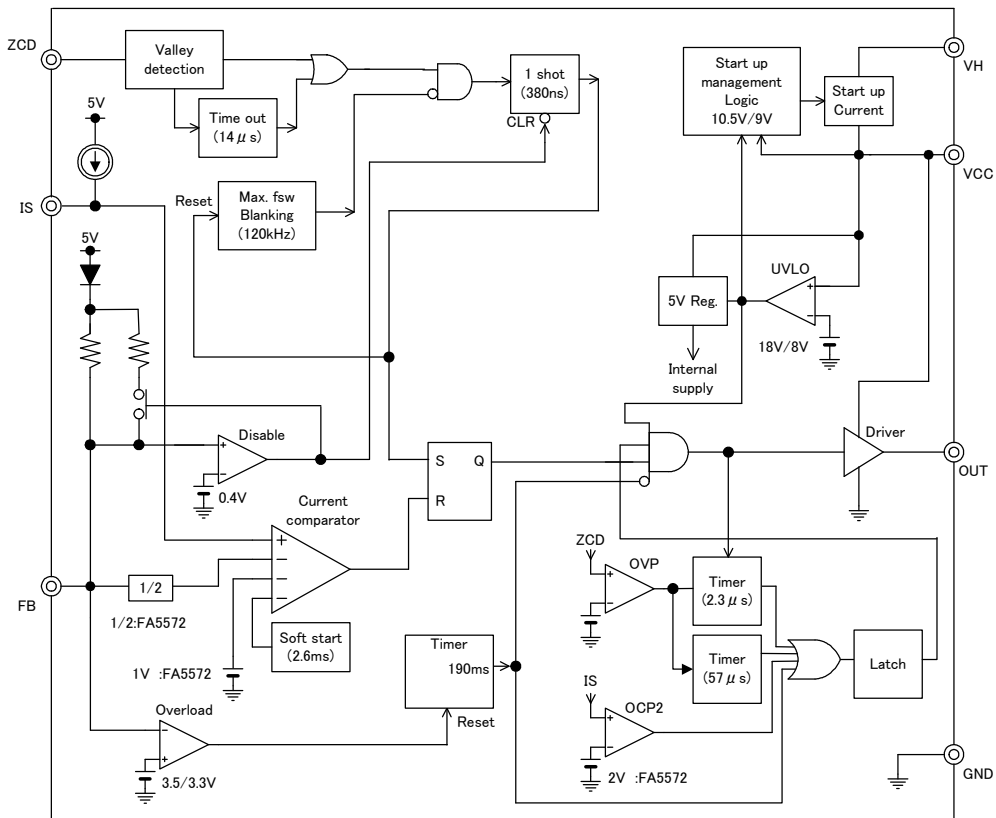 ZCD
Valley
detection
Time out
(14μs)
1 shot
(380ns)
CLR
Start up
management
Logic
10.5V/9V
Start up
Current
VH
VCC
5V
IS
Reset
Max. fsw
Blanking
(120kHz)
5V
UVLO
+
−
5V Reg.
18V/8V
Internal
supply
Disable
+
−
0.4V
S
Q
R
Driver
OUT
Current
comparator
+
−
−
−
FB
1/2
1/2:FA5572
Soft start
(2.6ms)
1V :FA5572
Timer
190ms
Reset
Overload
−
+
3.5/3.3V
ZCD
OVP
+
−
Timer
(2.3μs)
Timer
(57μs)
Latch
IS
OCP2
+
−
2V :FA5572
GND